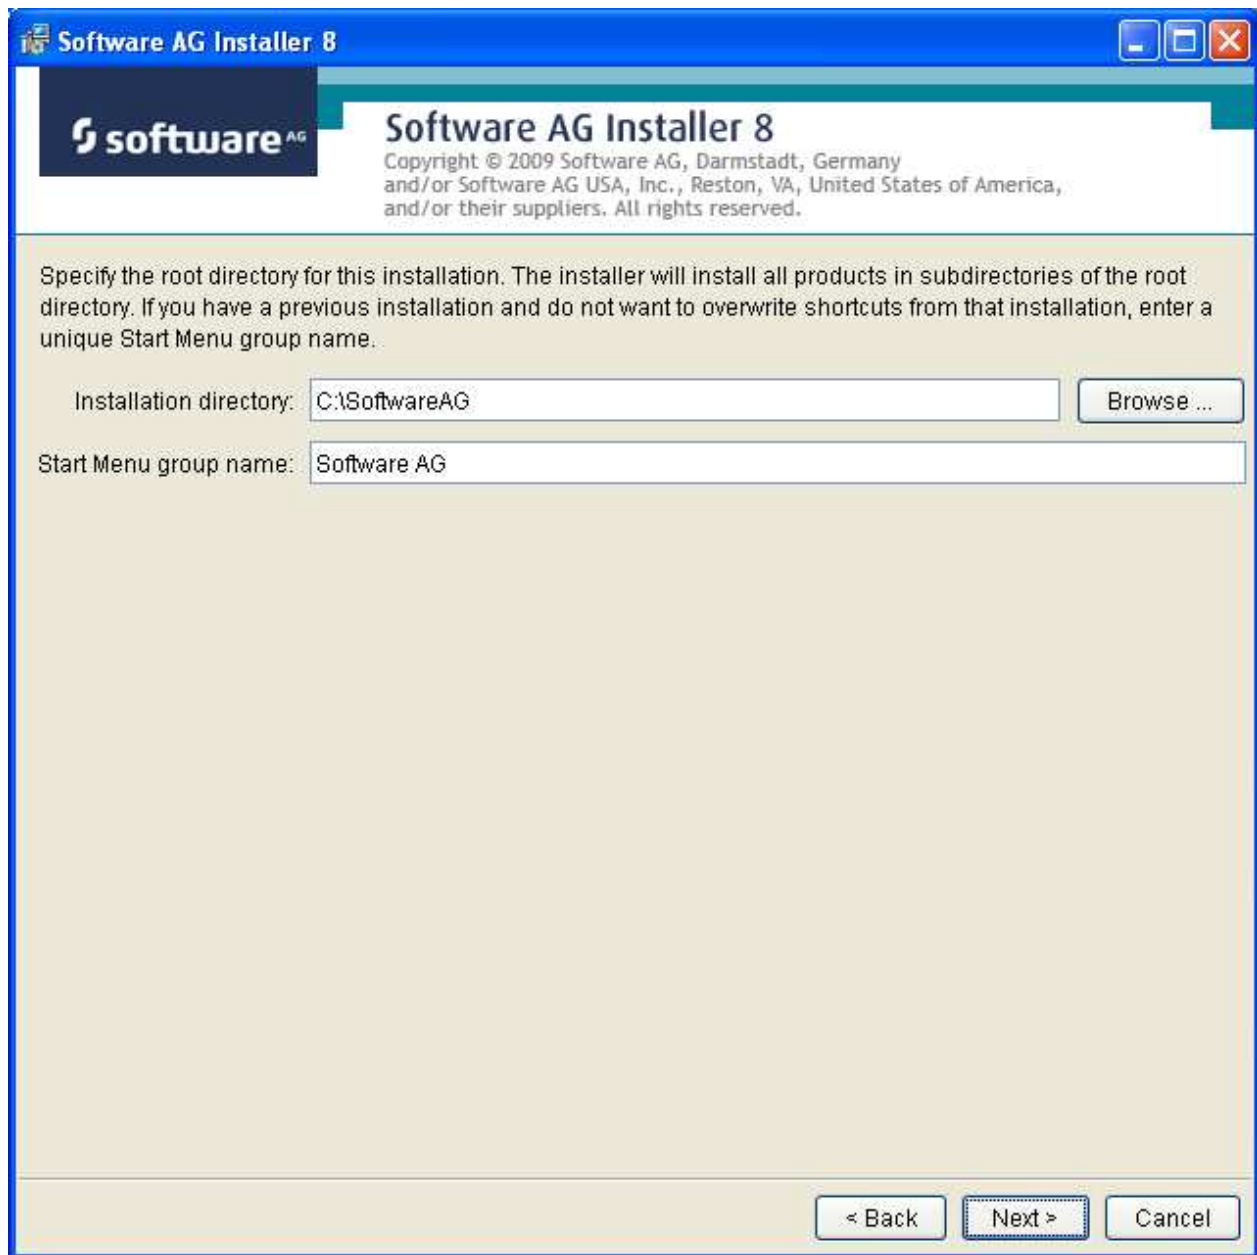 Software AG Installer 8
software AG
Software AG Installer 8
Copyright © 2009 Software AG, Darmstadt, Germany
and/or Software AG USA, Inc., Reston, VA, United States of America,
and/or their suppliers. All rights reserved.
Specify the root directory for this installation. The installer will install all products in subdirectories of the root
directory. If you have a previous installation and do not want to overwrite shortcuts from that installation, enter a
unique Start Menu group name.
Installation directory: C:\SoftwareAG Browse ...
Start Menu group name: Software AG
< Back Next > Cancel